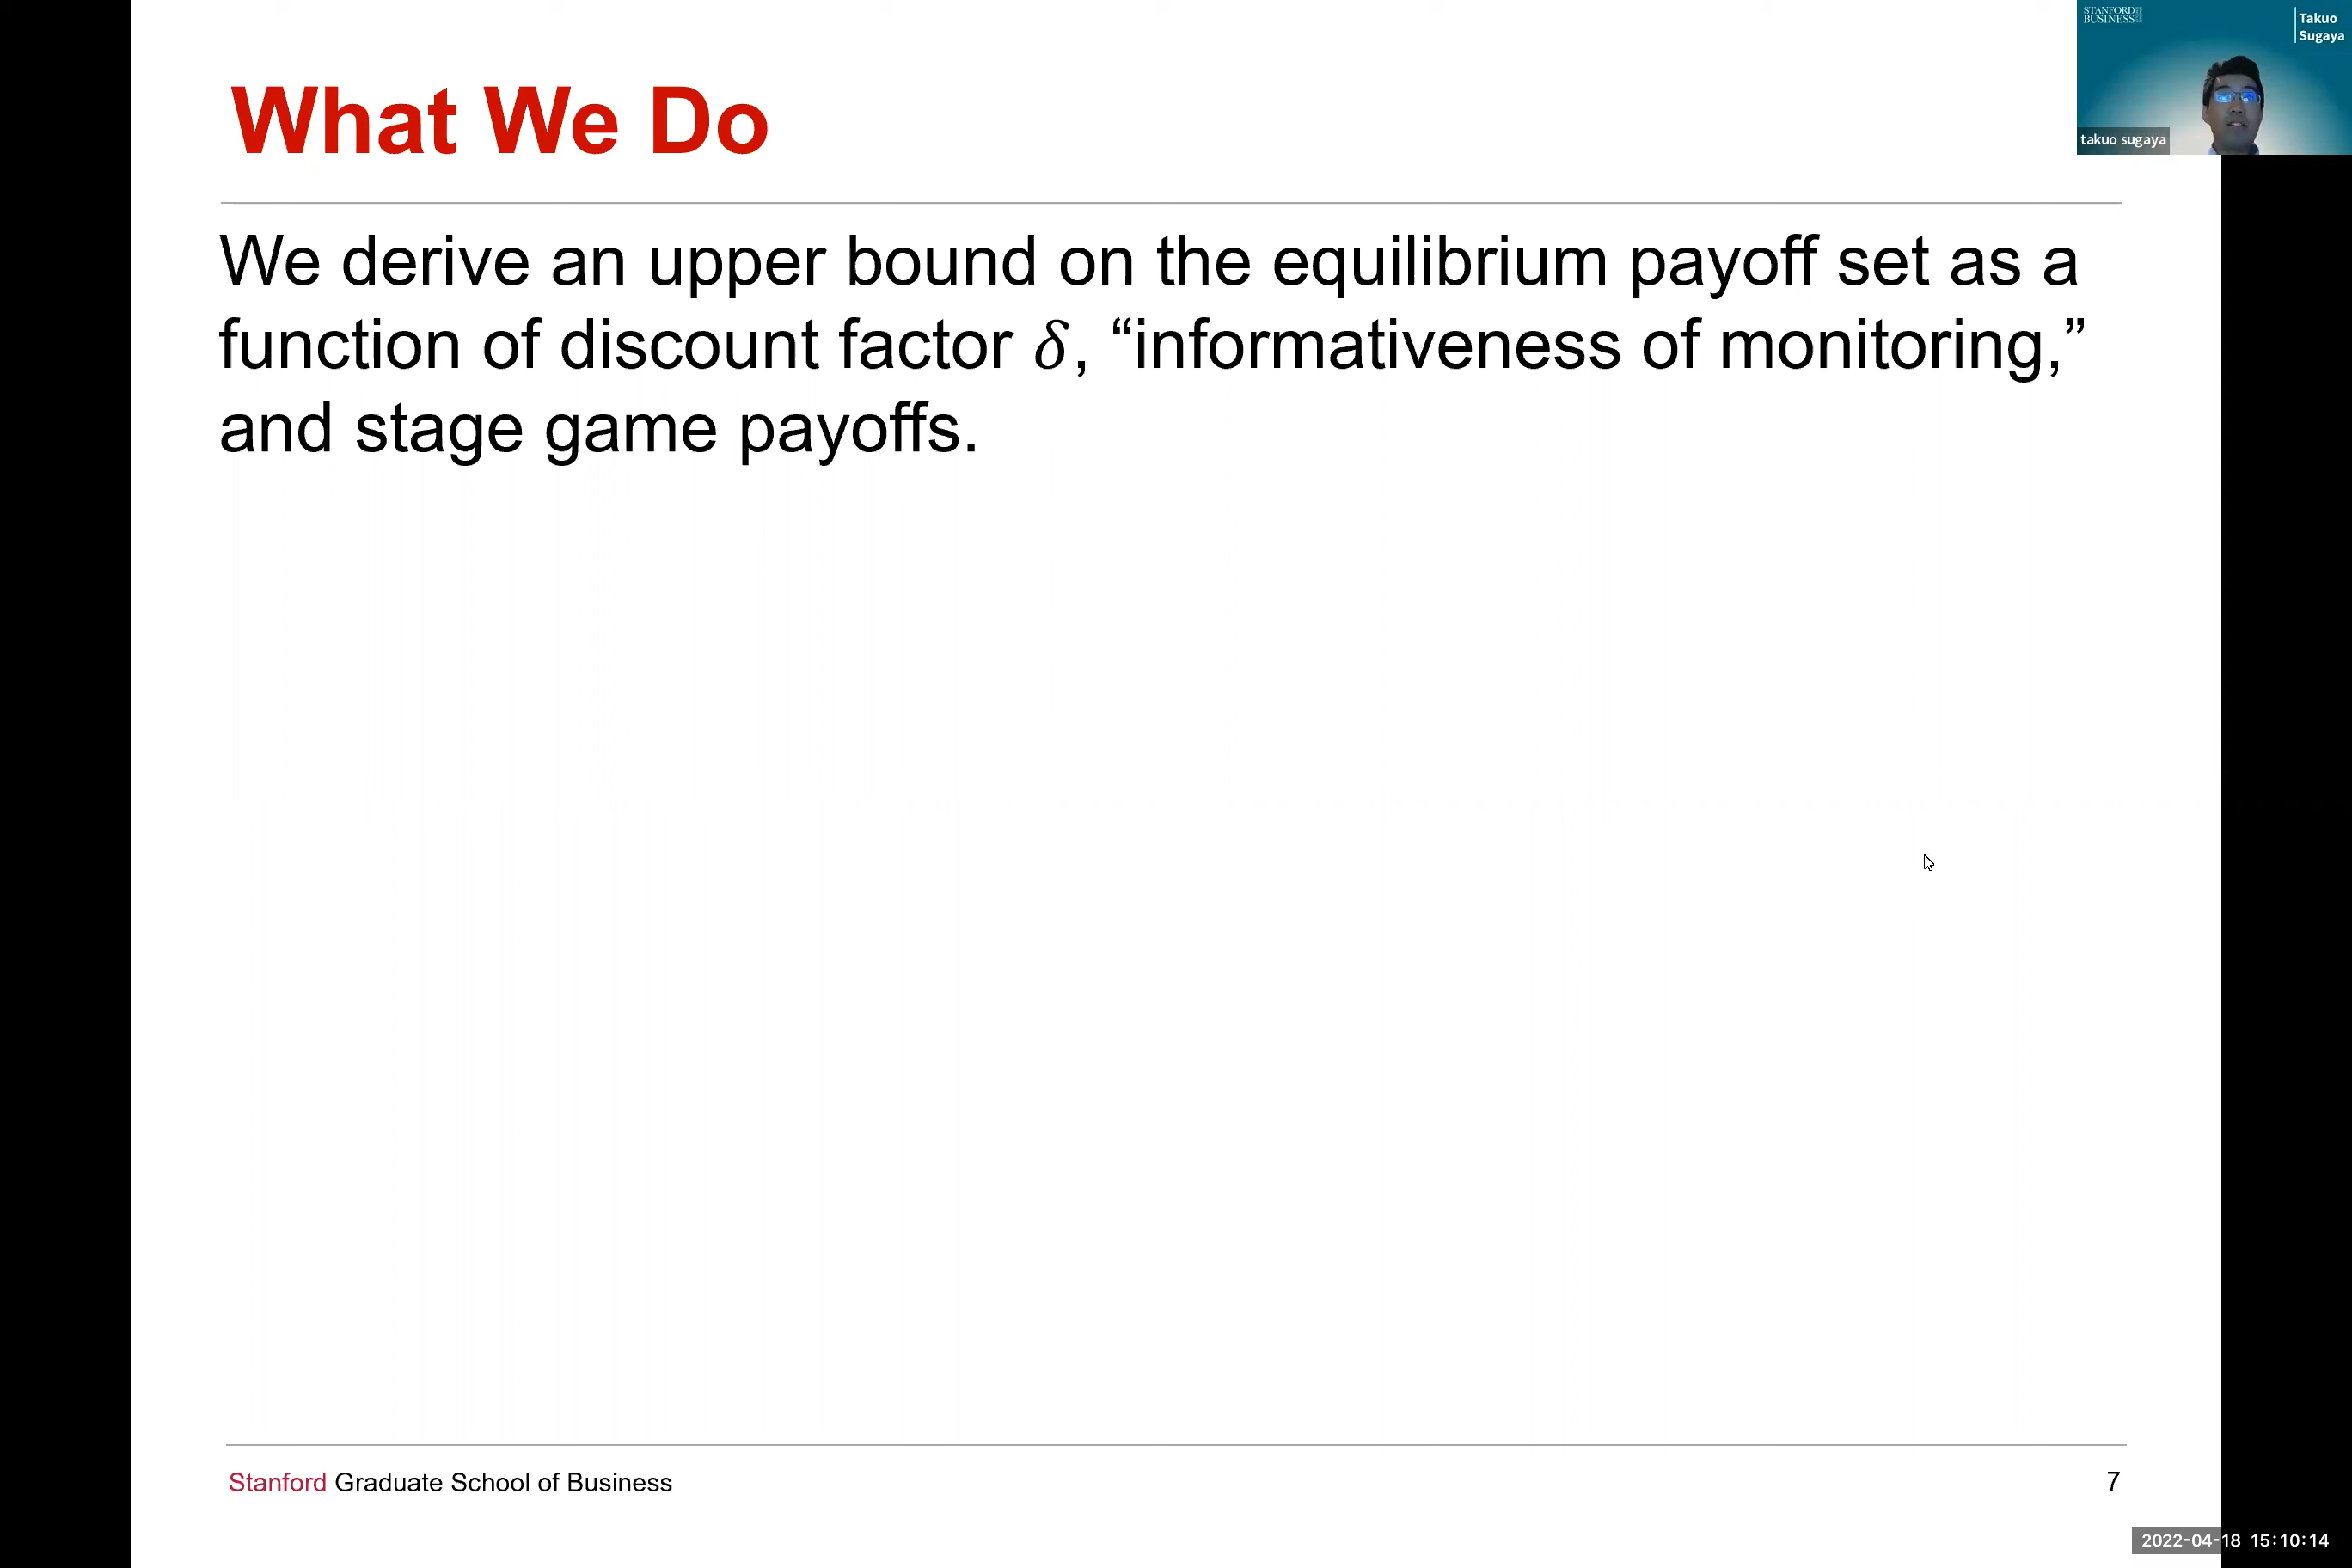 What We Do
We derive an upper bound on the equilibrium payoff set as a
function of discount factor δ, “informativeness of monitoring,”
and stage game payoffs.
Stanford Graduate School of Business
7
STANFORD
BUSINESS
Takuo
Sugaya
takuo sugaya
2022-04-18 15:10:14